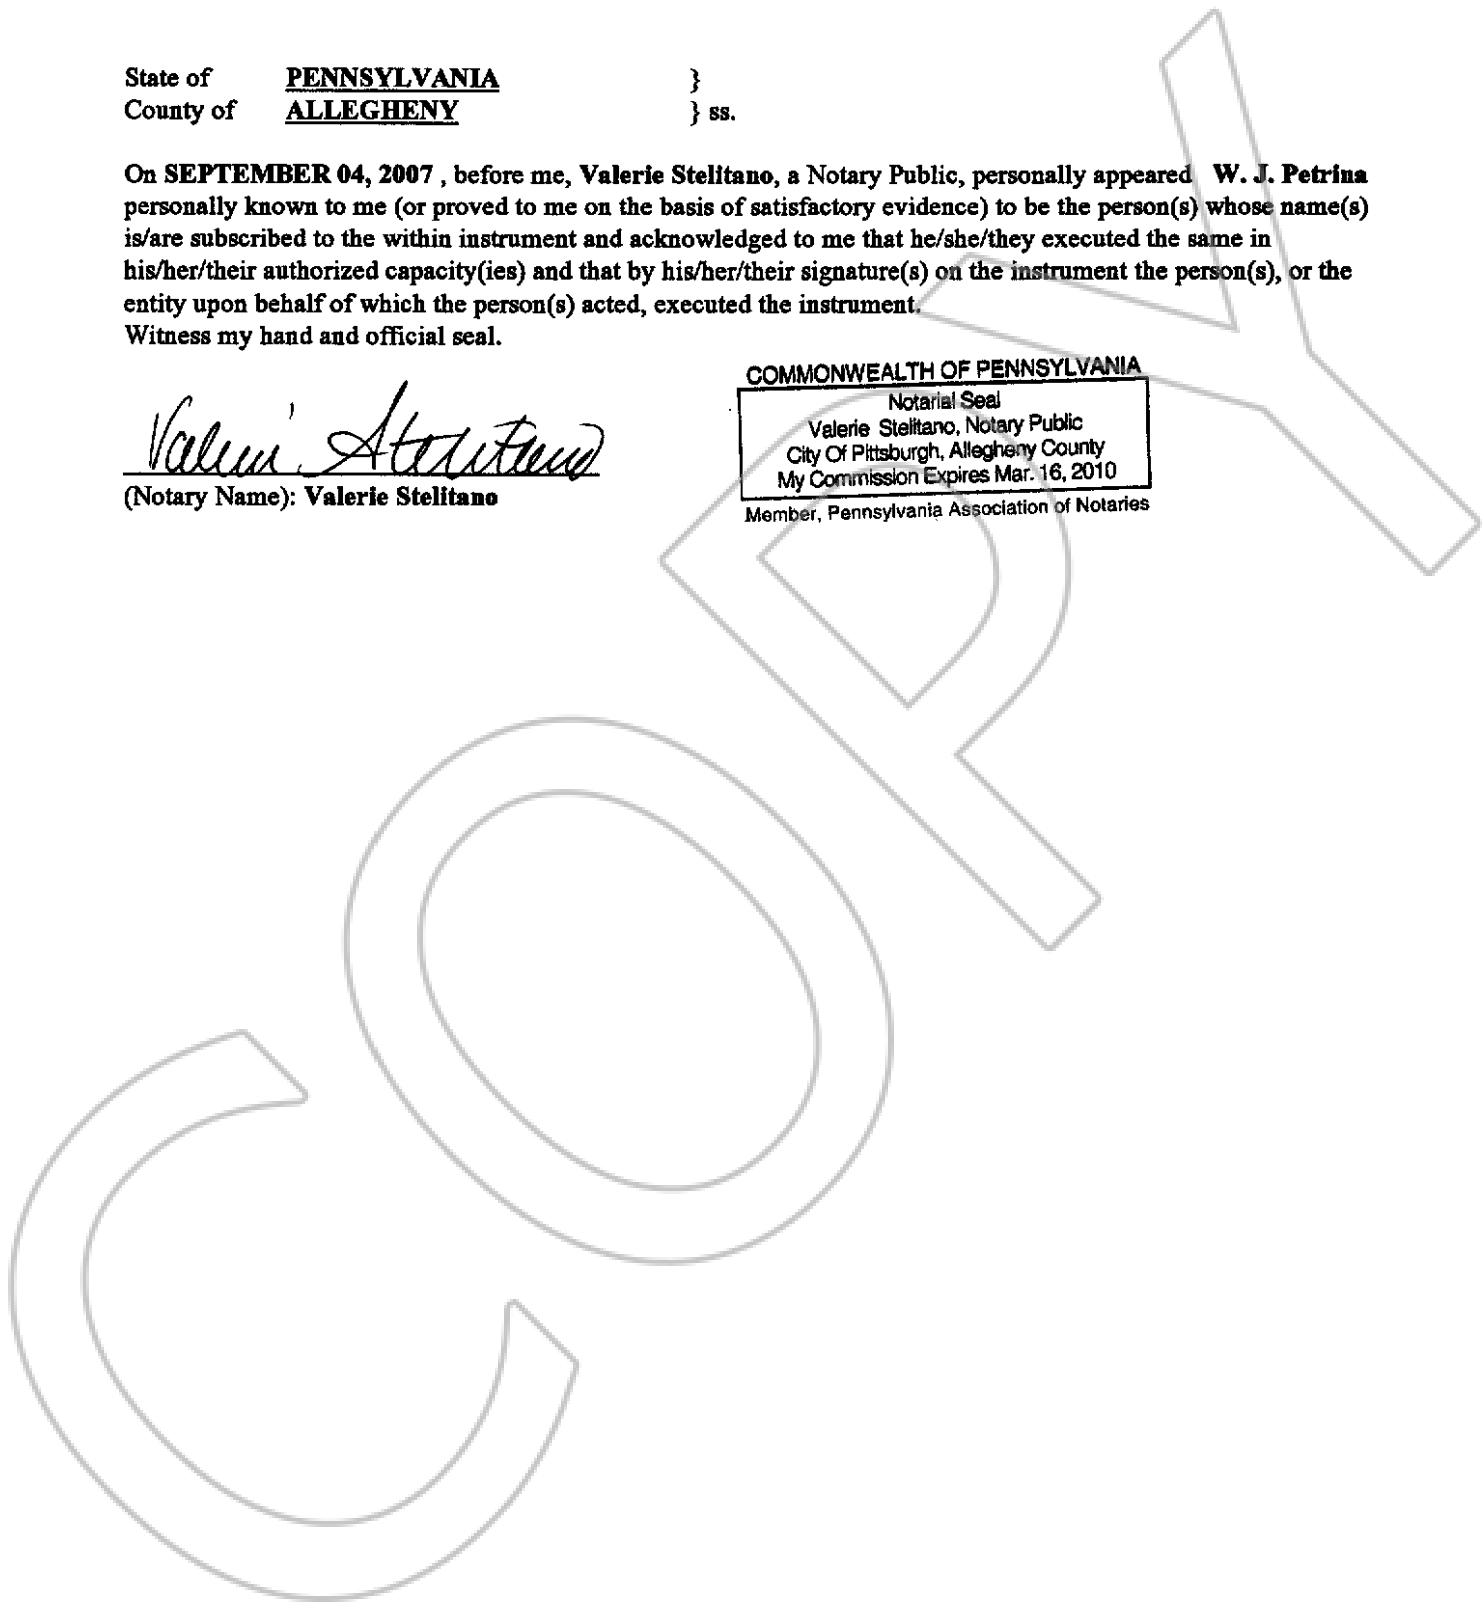 State of PENNSYLVANIA }
County of ALLEGHENY } ss.
On SEPTEMBER 04, 2007 , before me, Valerie Stelitano, a Notary Public, personally appeared W. J. Petrina
personally known to me (or proved to me on the basis of satisfactory evidence) to be the person(s) whose name(s)
is/are subscribed to the within instrument and acknowledged to me that he/she/they executed the same in
his/her/their authorized capacity(ies) and that by his/her/their signature(s) on the instrument the person(s), or the
entity upon behalf of which the person(s) acted, executed the instrument.
Witness my hand and official seal.
Valerie Stelitano
(Notary Name): Valerie Stelitano
COMMONWEALTH OF PENNSYLVANIA
Notarial Seal
Valerie Stelitano, Notary Public
City Of Pittsburgh, Allegheny County
My Commission Expires Mar. 16, 2010
Member, Pennsylvania Association of Notaries
COPY